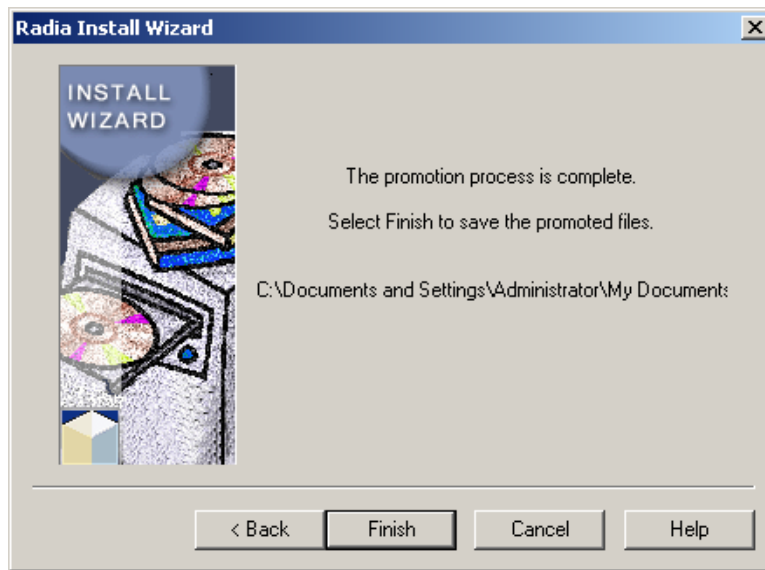 Radia Install Wizard
INSTALL
WIZARD
The promotion process is complete.
Select Finish to save the promoted files.
C:\Documents and Settings\Administrator\My Documents
< Back
Finish
Cancel
Help